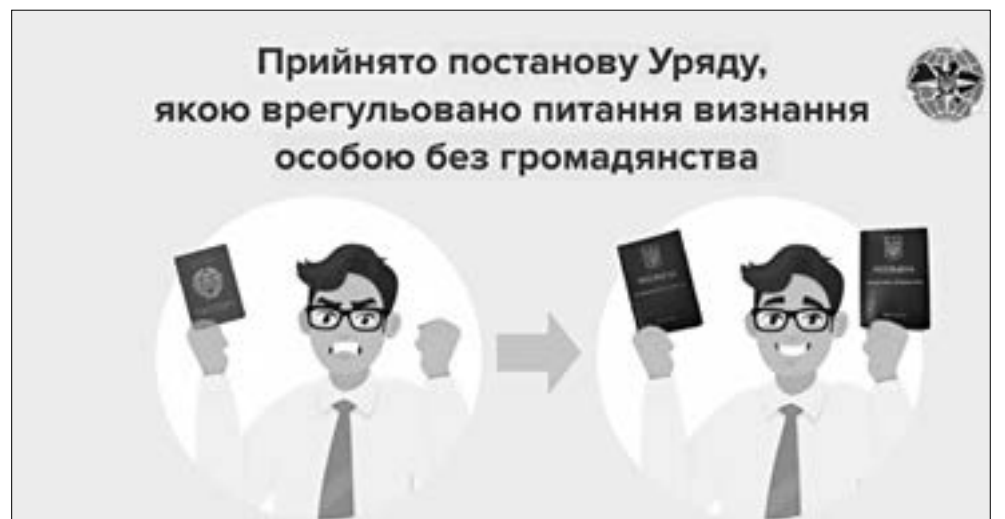 Прийнято постанову Уряду,
якою врегульовано питання визнання
особою без громадянства